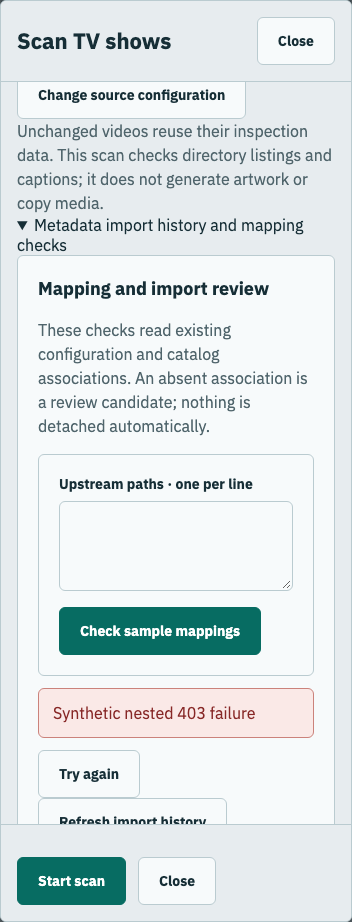 Scan TV shows
Close
Change source configuration
Unchanged videos reuse their inspection
data. This scan checks directory listings and
captions; it does not generate artwork or
copy media.
▼ Metadata import history and mapping
checks
Mapping and import review
These checks read existing
configuration and catalog
associations. An absent association is
a review candidate; nothing is
detached automatically.
Upstream paths · one per line
Check sample mappings
Synthetic nested 403 failure
Try again
Refresh import history
Start scan
Close